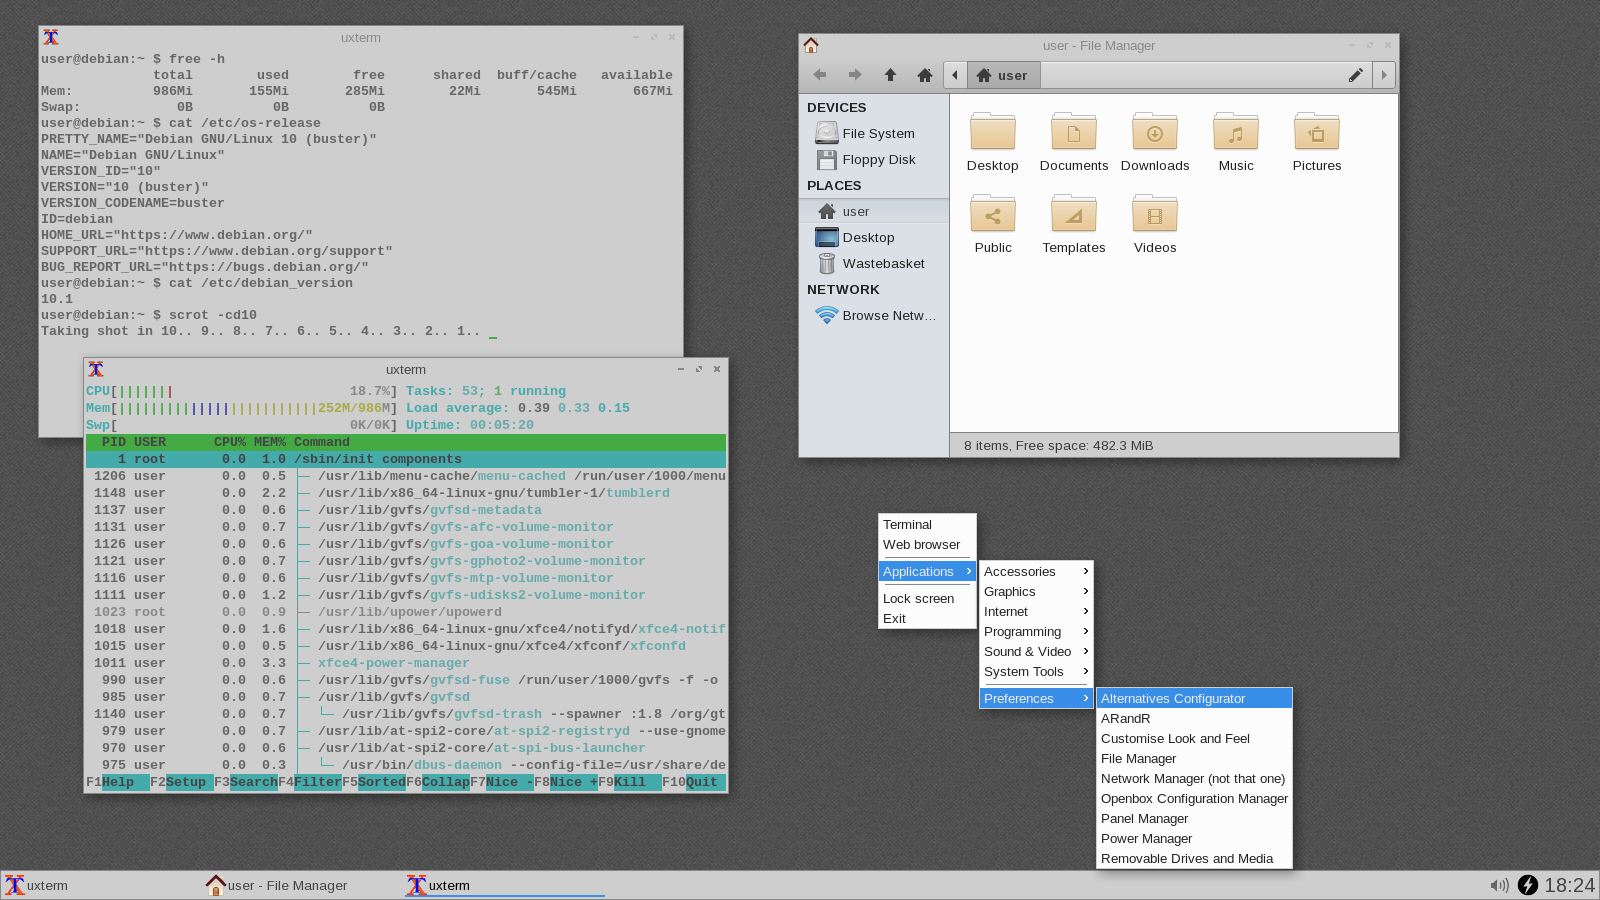 uxterm
user@debian:~ $ free -h
total used free shared buff/cache available
Mem: 986Mi 155Mi 285Mi 22Mi 545Mi 667Mi
Swap: 0B 0B 0B
user@debian:~ $ cat /etc/os-release
PRETTY_NAME="Debian GNU/Linux 10 (buster)"
NAME="Debian GNU/Linux"
VERSION_ID="10"
VERSION="10 (buster)"
VERSION_CODENAME=buster
ID=debian
HOME_URL="https://www.debian.org/"
SUPPORT_URL="https://www.debian.org/support"
BUG_REPORT_URL="https://bugs.debian.org/"
user@debian:~ $ cat /etc/debian_version
10.1
user@debian:~ $ scrot -cd10
Taking shot in 10.. 9.. 8.. 7.. 6.. 5.. 4.. 3.. 2.. 1..
uxterm
CPU[||||||| 18.7%] Tasks: 53; 1 running
Mem[|||||||||||||||||||||||||252M/986M] Load average: 0.39 0.33 0.15
Swp[ 0K/0K] Uptime: 00:05:20
PID USER CPU% MEM% Command
1 root 0.0 1.0 /sbin/init components
1206 user 0.0 0.5 ├─ /usr/lib/menu-cache/menu-cached /run/user/1000/menu
1148 user 0.0 2.2 ├─ /usr/lib/x86_64-linux-gnu/tumbler-1/tumblerd
1137 user 0.0 0.6 ├─ /usr/lib/gvfs/gvfsd-metadata
1131 user 0.0 0.7 ├─ /usr/lib/gvfs/gvfs-afc-volume-monitor
1126 user 0.0 0.6 ├─ /usr/lib/gvfs/gvfs-goa-volume-monitor
1121 user 0.0 0.7 ├─ /usr/lib/gvfs/gvfs-gphoto2-volume-monitor
1116 user 0.0 0.6 ├─ /usr/lib/gvfs/gvfs-mtp-volume-monitor
1111 user 0.0 1.2 ├─ /usr/lib/gvfs/gvfs-udisks2-volume-monitor
1023 root 0.0 0.9 ├─ /usr/lib/upower/upowerd
1018 user 0.0 1.6 ├─ /usr/lib/x86_64-linux-gnu/xfce4/notifyd/xfce4-notif
1015 user 0.0 0.5 ├─ /usr/lib/x86_64-linux-gnu/xfce4/xfconf/xfconfd
1011 user 0.0 3.3 ├─ xfce4-power-manager
990 user 0.0 0.6 ├─ /usr/lib/gvfs/gvfsd-fuse /run/user/1000/gvfs -f -o
985 user 0.0 0.7 ├─ /usr/lib/gvfs/gvfsd
1140 user 0.0 0.7 │ └─ /usr/lib/gvfs/gvfsd-trash --spawner :1.8 /org/gt
979 user 0.0 0.7 ├─ /usr/lib/at-spi2-core/at-spi2-registryd --use-gnome
970 user 0.0 0.6 ├─ /usr/lib/at-spi2-core/at-spi-bus-launcher
975 user 0.0 0.3 │ └─ /usr/bin/dbus-daemon --config-file=/usr/share/de
F1Help F2Setup F3SearchF4FilterF5SortedF6CollapF7Nice -F8Nice +F9Kill F10Quit
user - File Manager
user
DEVICES
File System
Floppy Disk
PLACES
user
Desktop
Wastebasket
NETWORK
Browse Netw...
Desktop Documents Downloads Music Pictures
Public Templates Videos
8 items, Free space: 482.3 MiB
Terminal
Web browser
Applications
Lock screen
Exit
Accessories
Graphics
Internet
Programming
Sound & Video
System Tools
Preferences
Alternatives Configurator
ARandR
Customise Look and Feel
File Manager
Network Manager (not that one)
Openbox Configuration Manager
Panel Manager
Power Manager
Removable Drives and Media
uxterm
user - File Manager
uxterm
18:24